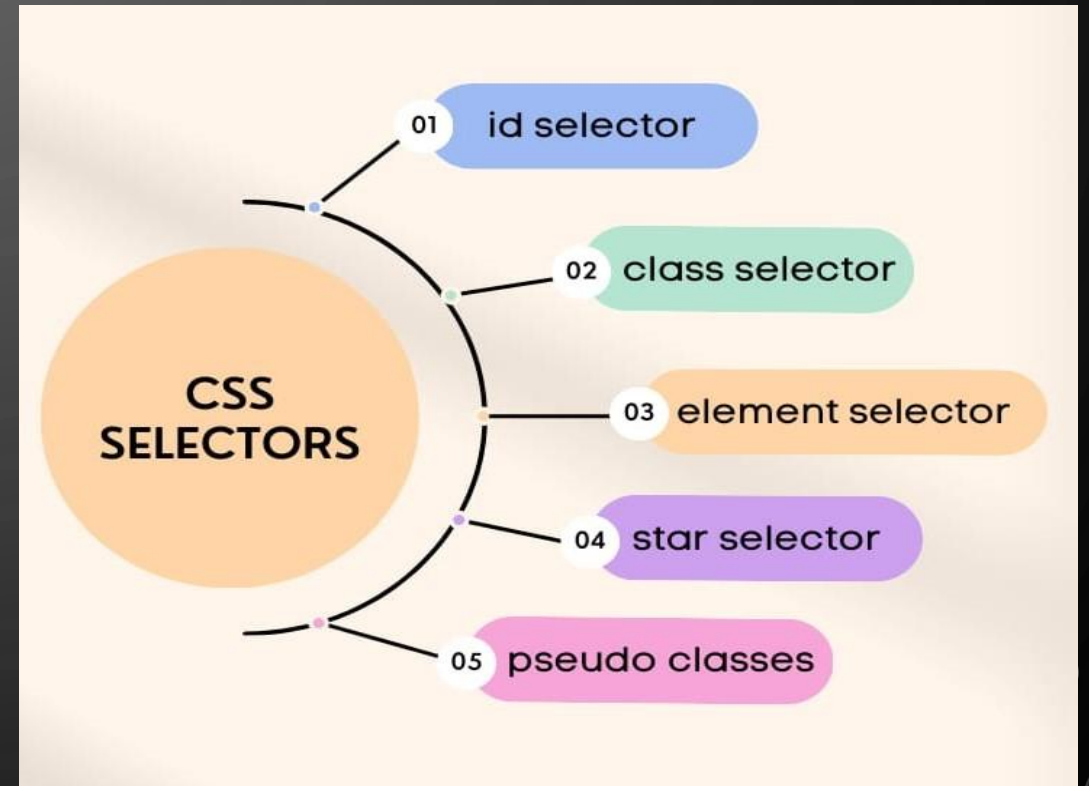 CSS
SELECTORS
01 id selector
02 class selector
03 element selector
04 star selector
05 pseudo classes